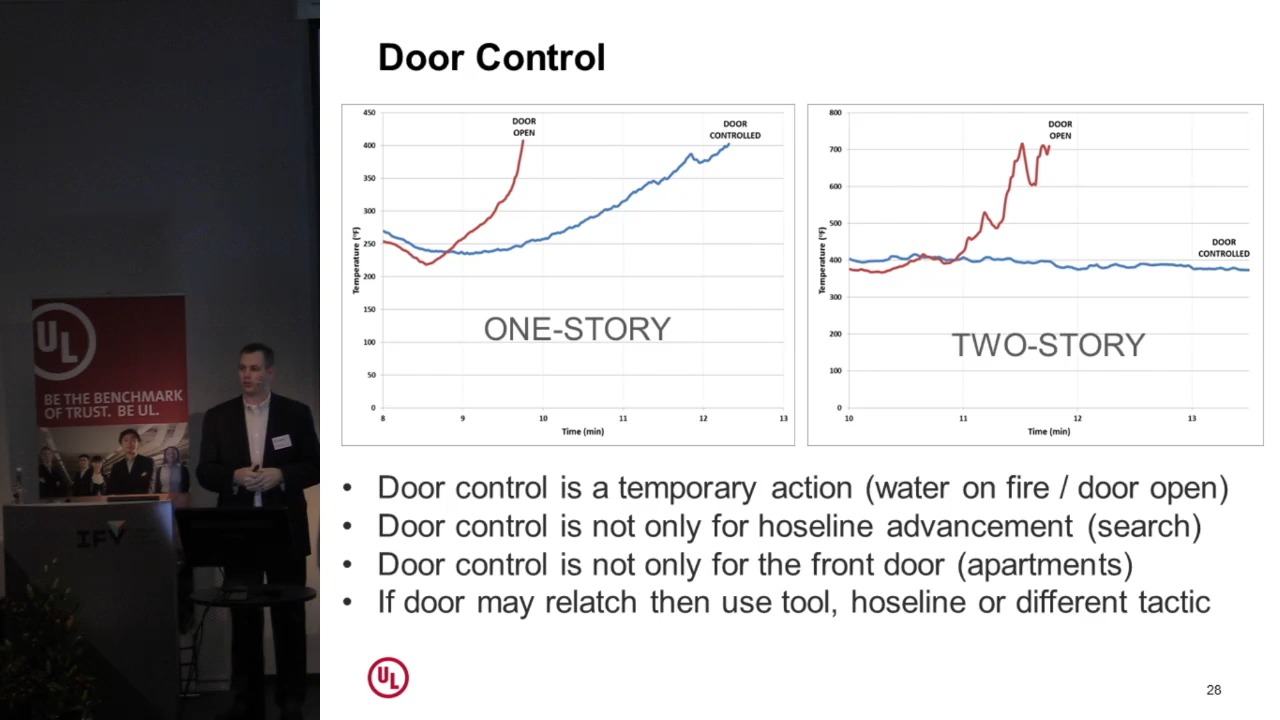 Door Control
450
400
350
300
250
200
150
100
50
0
Temperature (°F)
DOOR
OPEN
DOOR
CONTROLLED
ONE-STORY
8 9 10 11 12 13
Time (min)
800
700
600
500
400
300
200
100
0
Temperature (°F)
DOOR
OPEN
DOOR
CONTROLLED
TWO-STORY
10 11 12 13
Time (min)
• Door control is a temporary action (water on fire / door open)
• Door control is not only for hoseline advancement (search)
• Door control is not only for the front door (apartments)
• If door may relatch then use tool, hoseline or different tactic
UL
28
UL
BE THE BENCHMARK
OF TRUST. BE UL.
IFV